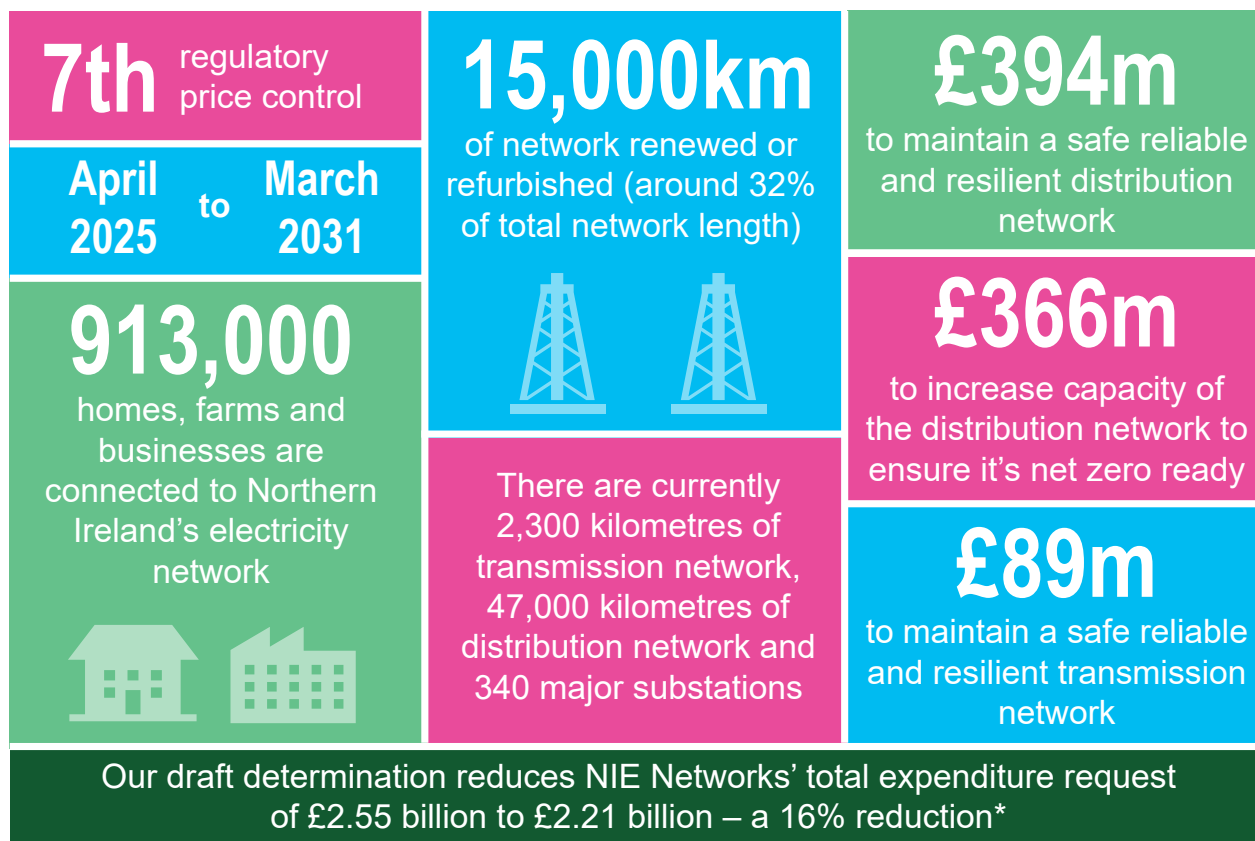 7th
regulatory
price control
April
2025
to
March
2031
913,000
homes, farms and
businesses are
connected to Northern
Ireland’s electricity
network
15,000km
of network renewed or
refurbished (around 32%
of total network length)
There are currently
2,300 kilometres of
transmission network,
47,000 kilometres of
distribution network and
340 major substations
£394m
to maintain a safe reliable
and resilient distribution
network
£366m
to increase capacity of
the distribution network to
ensure it’s net zero ready
£89m
to maintain a safe reliable
and resilient transmission
network
Our draft determination reduces NIE Networks’ total expenditure request
of £2.55 billion to £2.21 billion – a 16% reduction*